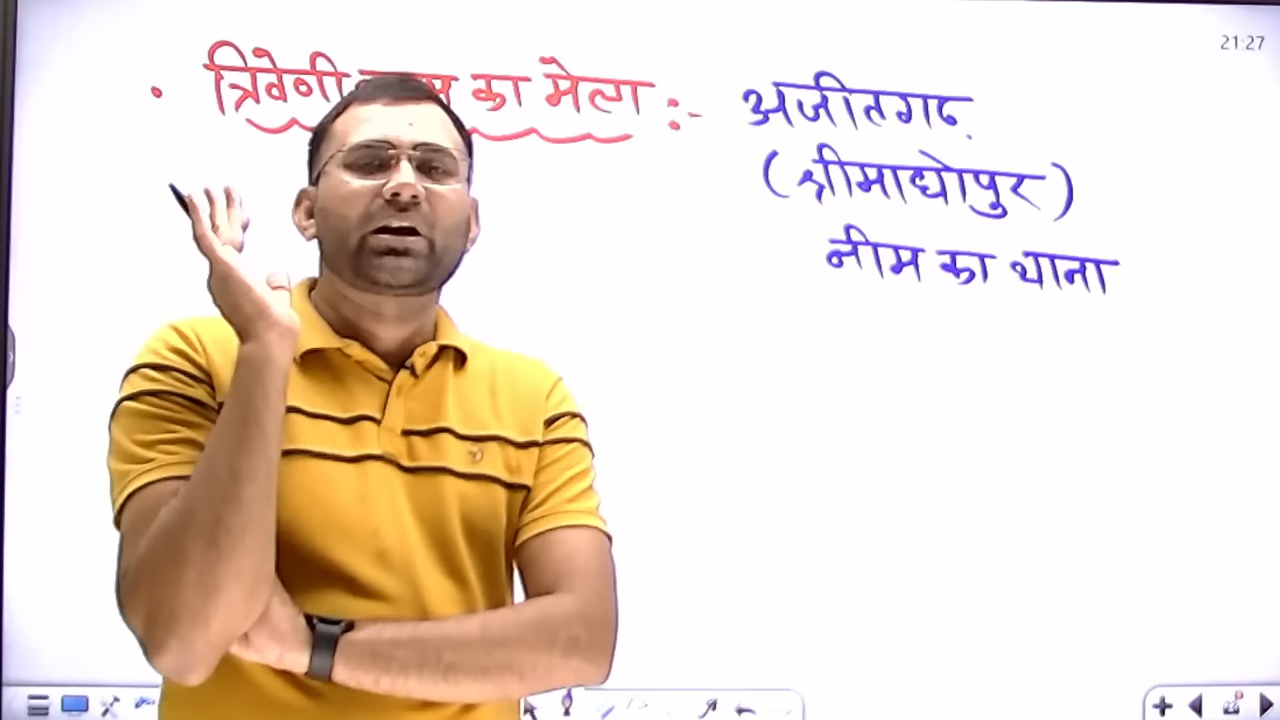 21:27
त्रिवेणी का मेला :- अजीतगढ़
(श्रीमाधोपुर)
नीम का थाना